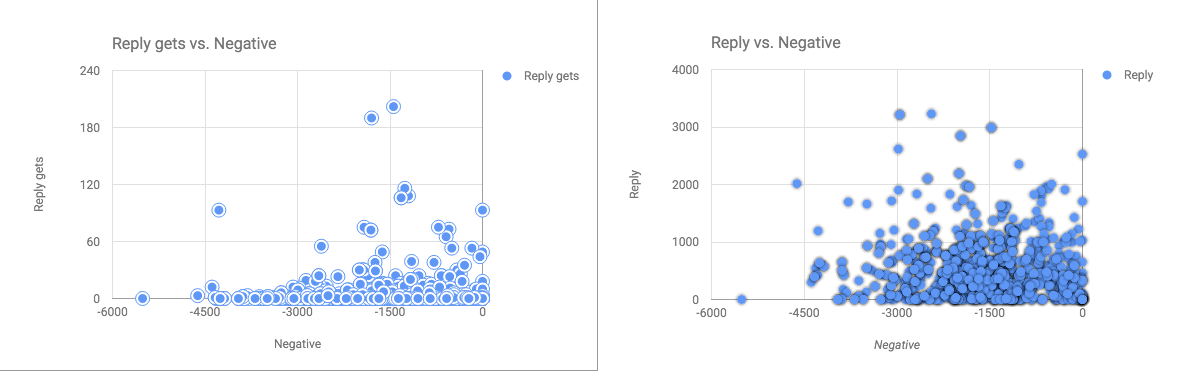 Reply gets vs. Negative
Reply gets
240
180
120
60
0
-6000
-4500
-3000
-1500
0
Negative
Reply gets
Reply vs. Negative
Reply
4000
3000
2000
1000
0
-6000
-4500
-3000
-1500
0
Negative
Reply